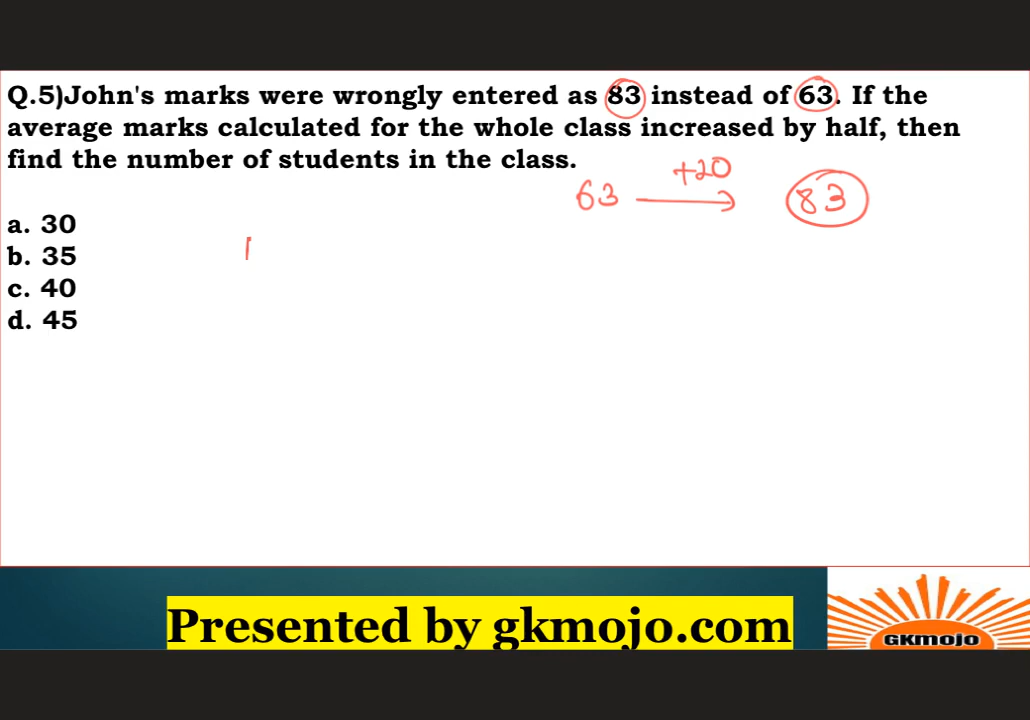 Q.5)John's marks were wrongly entered as 83 instead of 63. If the
average marks calculated for the whole class increased by half, then
find the number of students in the class.
63 +20 83
a. 30
b. 35
c. 40
d. 45
Presented by gkmojo.com
GKmojo